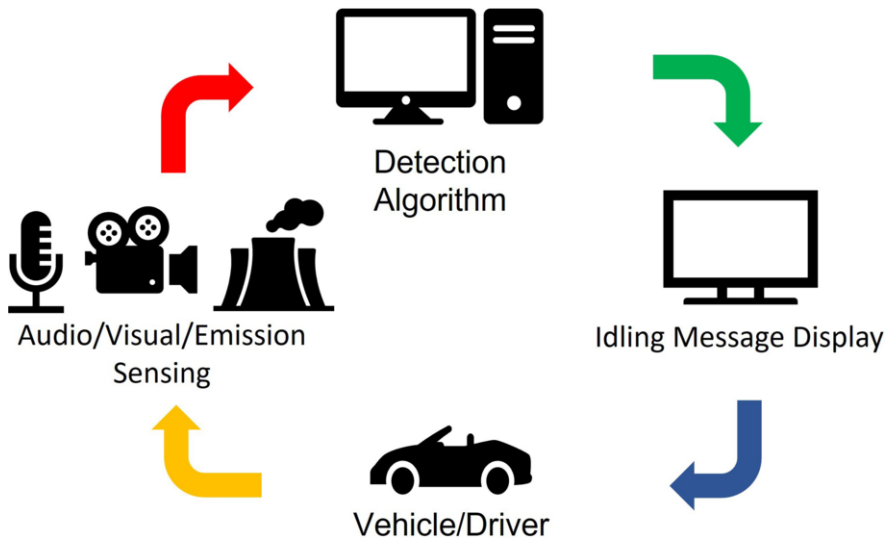 Detection
Algorithm
Audio/Visual/Emission
Sensing
Idling Message Display
Vehicle/Driver